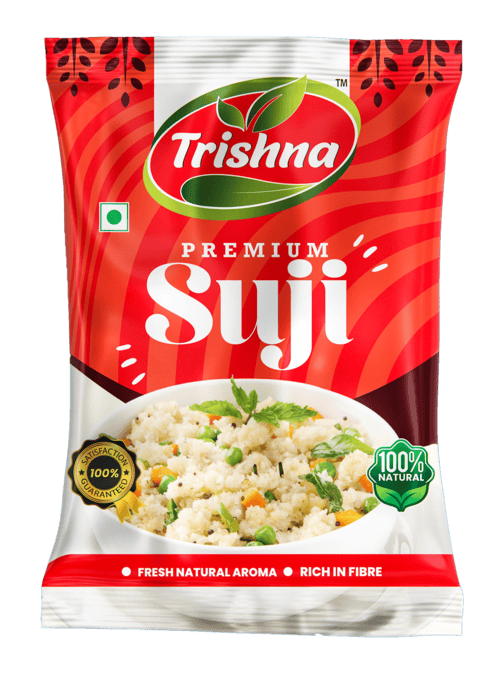 TM
Trishna
PREMIUM
Suji
SATISFACTION
100%
GUARANTEED
100%
NATURAL
• FRESH NATURAL AROMA • RICH IN FIBRE